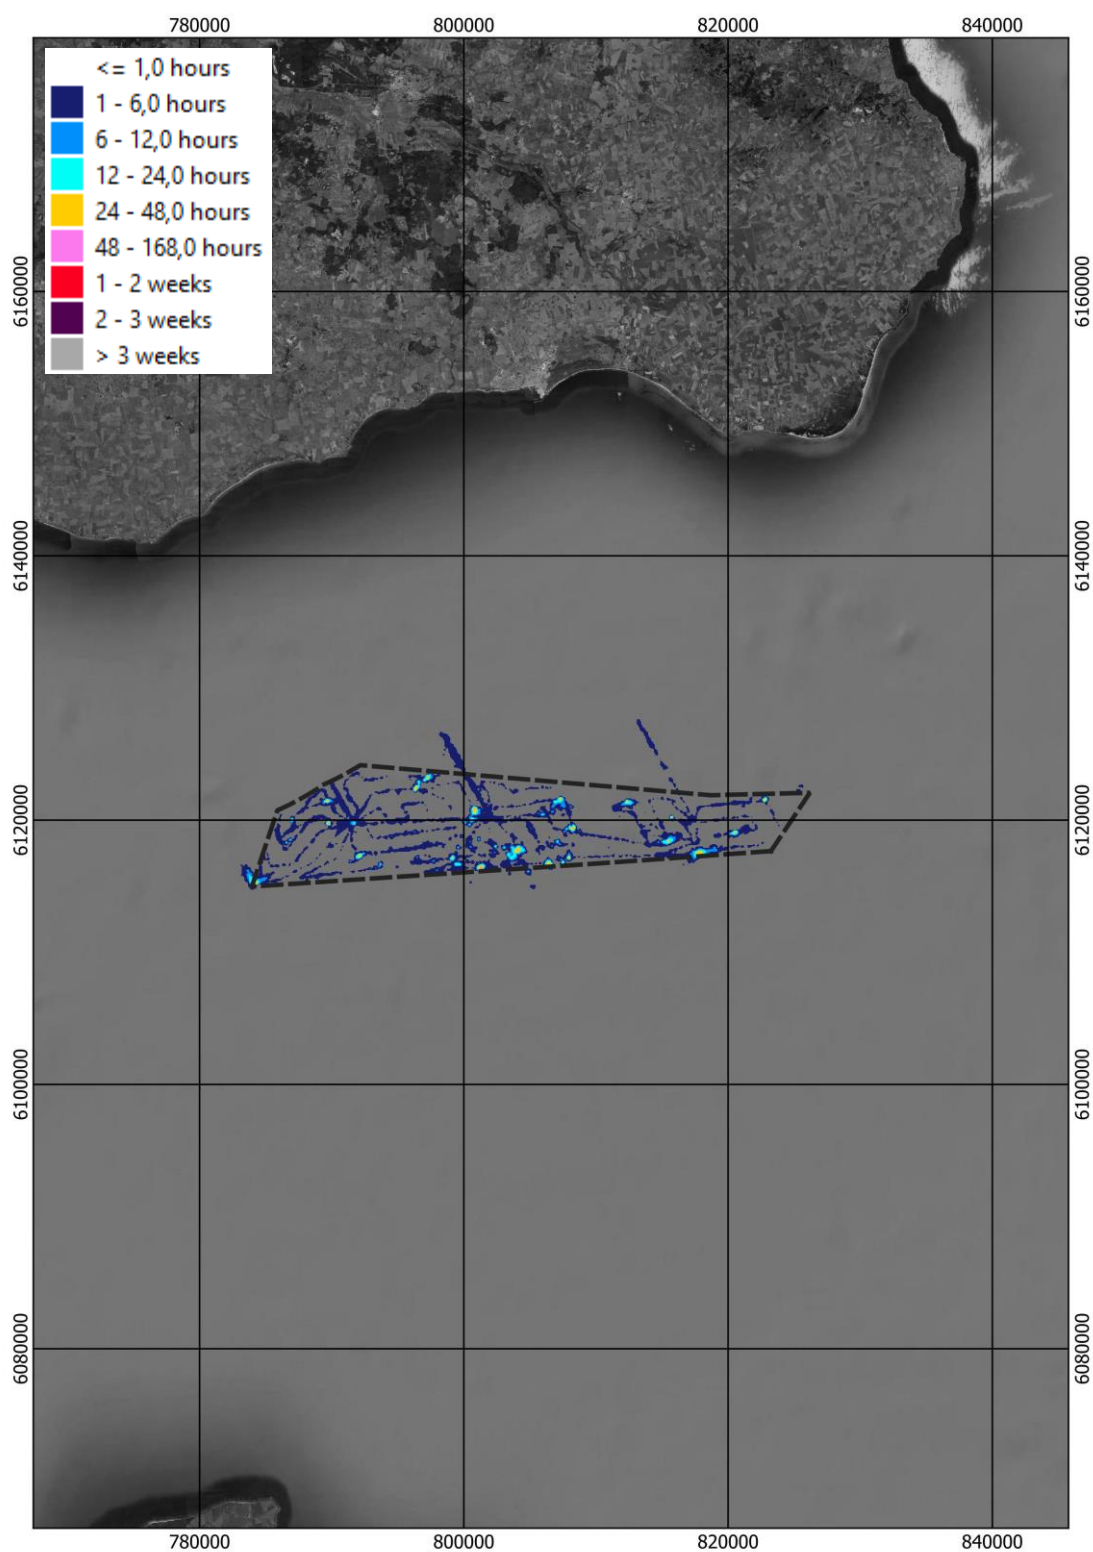 780000 800000 820000 840000
<= 1,0 hours
1 - 6,0 hours
6 - 12,0 hours
12 - 24,0 hours
24 - 48,0 hours
48 - 168,0 hours
1 - 2 weeks
2 - 3 weeks
> 3 weeks
6160000 6160000
6140000 6140000
6120000 6120000
6100000 6100000
6080000 6080000
780000 800000 820000 840000